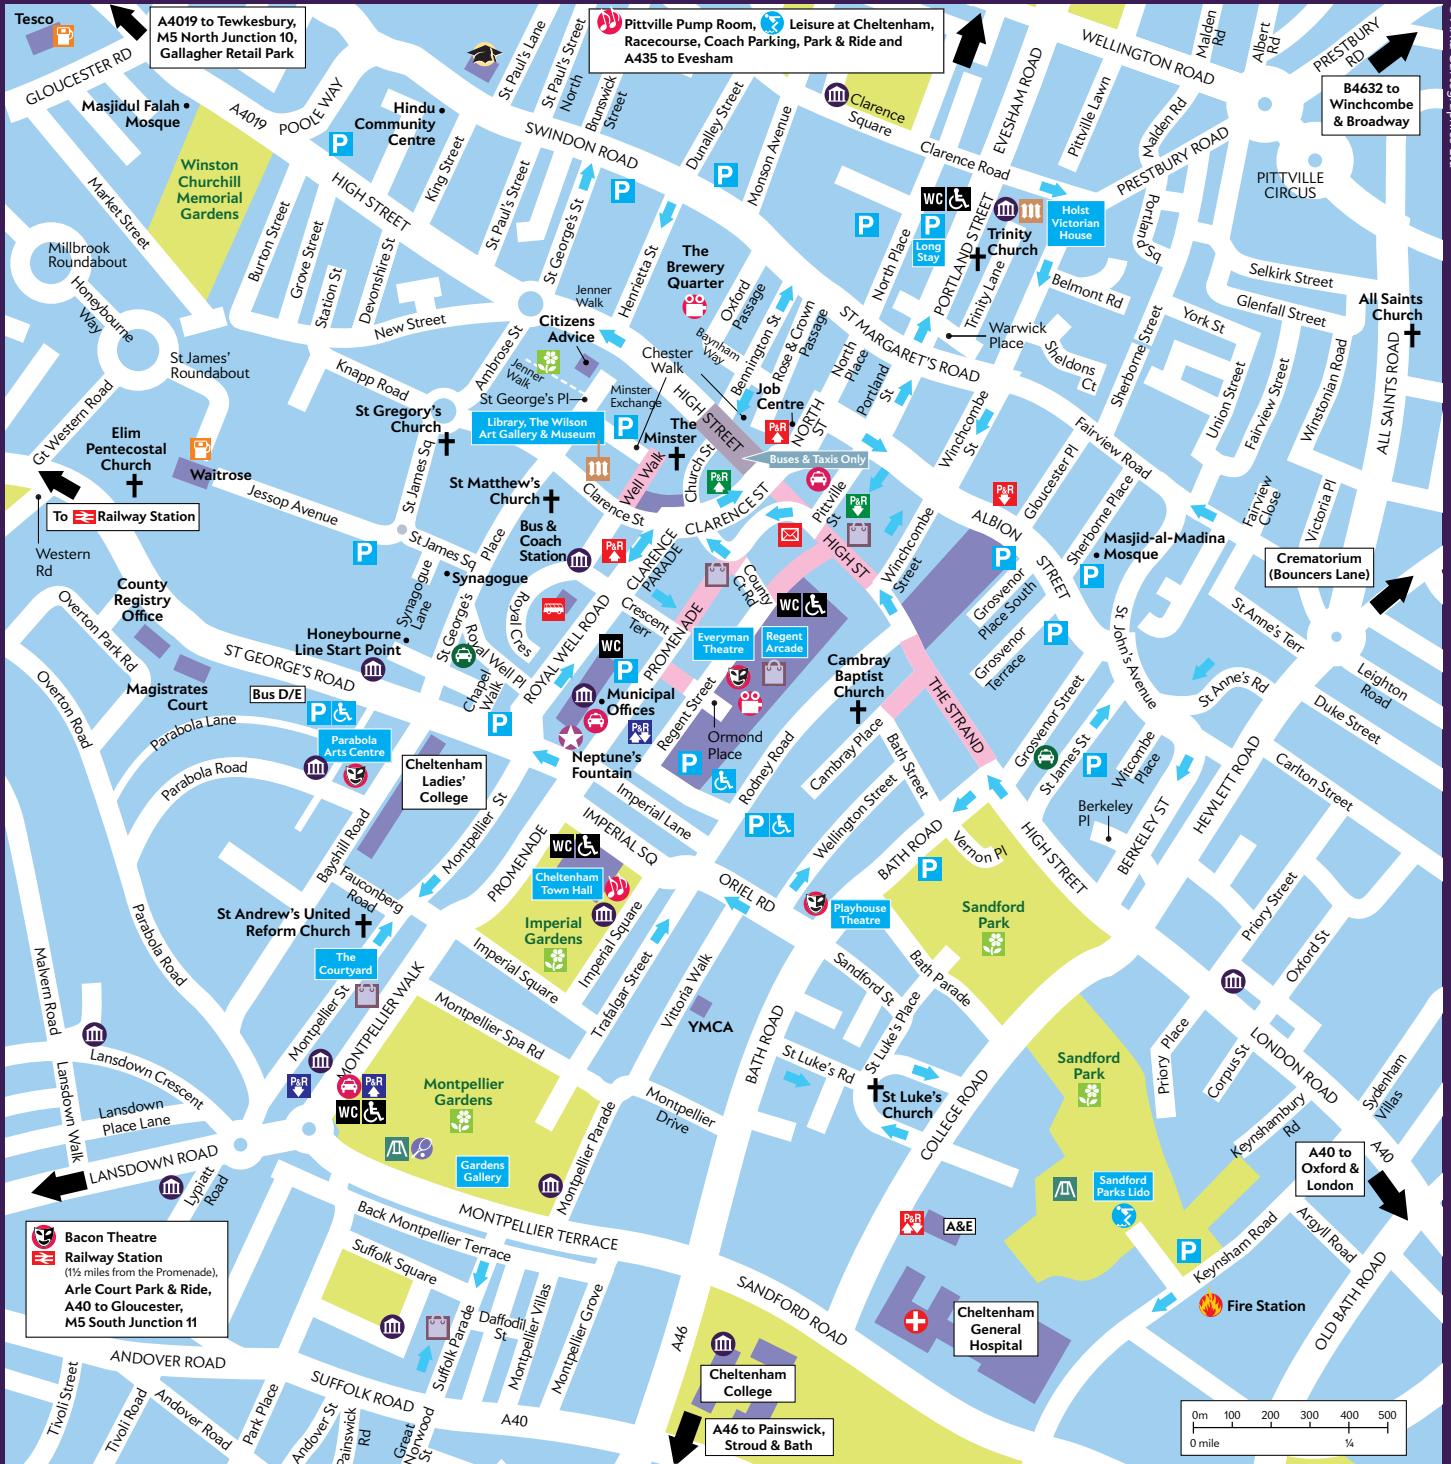 Tesco
A4019 to Tewkesbury,
M5 North Junction 10,
Gallagher Retail Park
Pittville Pump Room, Leisure at Cheltenham,
Racecourse, Coach Parking, Park & Ride and
A435 to Evesham
B4632 to
Winchcombe
& Broadway
GLOUCESTER RD
Masjidul Falah
Mosque
A4019
POOLE WAY
Hindu
Community
Centre
St Paul's Lane
St Paul's Street
North
Brunswick
Street
SWINDON ROAD
Dunalley Street
Monson Avenue
Clarence
Square
Clarence Road
EVESHAM ROAD
Pittville Lawn
WELLINGTON ROAD
Malden
Rd
Albert
Rd
PRESTBURY
RD
Malden Rd
PRESTBURY ROAD
PITTVILLE
CIRCUS
Winston
Churchill
Memorial
Gardens
Market Street
HIGH STREET
King Street
St Paul's Street
St George's St
Henrietta St
Burton Street
Grove Street
Station St
Devonshire St
New Street
Millbrook
Roundabout
Honeybourne
Way
St James'
Roundabout
Gt Western Road
Knapp Road
Ambrose St
Jenner
Walk
Citizens
Advice
Jenner
Walk
St George's Pl
Chester
Walk
Minster
Exchange
The
Brewery
Quarter
Oxford
Passage
Baynham
Way
Bennington St
Rose & Crown
Passage
HIGH STREET
Job
Centre
NORTH
ST
North
Place
Portland
St
ST MARGARET'S ROAD
North Place
WC
P
Long
Stay
PORTLAND STREET
Trinity
Church
Trinity Lane
Holst
Victorian
House
Portland Sq
Belmont Rd
Warwick
Place
Sheldons
Ct
Sherborne Street
Selkirk Street
Glenfall Street
York St
All Saints
Church
ALL SAINTS ROAD
Union Street
Fairview Street
Winstonian Road
Fairview Road
Fairview
Close
Victoria Pl
Winchcombe
St
Gloucester Pl
Sherborne Place
ALBION
STREET
Masjid-al-Madina
Mosque
Crematorium
(Bouncers Lane)
St Gregory's
Church
Library, The Wilson
Art Gallery & Museum
The
Minster
Well Walk
Church St
Buses & Taxis Only
Elim
Pentecostal
Church
Waitrose
Jessop Avenue
To Railway Station
Western
Rd
St James Sq
St James Sq
St Matthew's
Church
Clarence St
CLARENCE ST
Bus &
Coach
Station
P&R
CLARENCE
PARADE
Pittville
St
HIGH ST
Winchcombe
Street
County
Ct Rd
Crescent
Terr
PROMENADE
Synagogue
Synagogue
Lane
St George's
Place
Royal Cres
Royal Well Pl
ROYAL WELL ROAD
Chapel
Walk
Honeybourne
Line Start Point
County
Registry
Office
Overton Park Rd
Magistrates
Court
ST GEORGE'S ROAD
Bus D/E
Overton Road
Parabola Lane
Parabola Road
Parabola
Arts Centre
Cheltenham
Ladies'
College
Municipal
Offices
Neptune's
Fountain
Everyman
Theatre
Regent
Arcade
Regent Street
Ormond
Place
Rodney Road
Cambray
Baptist
Church
Cambray Place
Bath Street
THE STRAND
Grosvenor
Place South
Grosvenor
Terrace
Grosvenor Street
St James St
St John's Avenue
St Anne's Terr
St Anne's Rd
Leighton
Road
Duke Street
Carlton Street
HEWLETT ROAD
Witcombe
Place
Berkeley
Pl
BERKELEY ST
HIGH STREET
Vernon Pl
BATH ROAD
Wellington Street
Imperial Lane
IMPERIAL SQ
Cheltenham
Town Hall
Imperial
Gardens
Imperial Square
Imperial Square
PROMENADE
Montpellier St
Bayshill Road
Fauconberg
Road
St Andrew's United
Reform Church
The
Courtyard
Montpellier St
MONTPELLIER WALK
Parabola Road
Malvern Road
Lansdown Crescent
Lansdown
Place Lane
Lansdown Walk
LANSDOWN ROAD
Lypiatt
Road
ORIEL RD
Playhouse
Theatre
Sandford
Park
Sandford St
Bath Parade
Trafalgar Street
Vittoria Walk
YMCA
BATH ROAD
St Luke's Rd
St Luke's Place
St Luke's
Church
COLLEGE ROAD
Sandford
Park
Priory Street
Oxford St
Priory Place
Corpus St
LONDON ROAD
Sydenham
Villas
Keynshambury
Rd
A40
A40 to
Oxford &
London
Montpellier Spa Rd
Montpellier
Gardens
Montpellier
Drive
Montpellier Parade
Gardens
Gallery
MONTPELLIER TERRACE
Back Montpellier Terrace
Suffolk Square
Suffolk Parade
Daffodil
St
Montpellier Villas
Montpellier Grove
SUFFOLK ROAD
A40
A46
SANDFORD ROAD
A&E
Sandford
Parks Lido
Keynsham Road
Argyll Road
OLD BATH ROAD
Fire Station
Cheltenham
General
Hospital
Cheltenham
College
A46 to Painswick,
Stroud & Bath
Bacon Theatre
Railway Station
(1½ miles from the Promenade),
Arle Court Park & Ride,
A40 to Gloucester,
M5 South Junction 11
ANDOVER ROAD
Tivoli Street
Tivoli Road
Andover Road
Park Place
Andover St
Painswick
Rd
Great
Norwood
St
0m 100 200 300 400 500
0 mile ¼